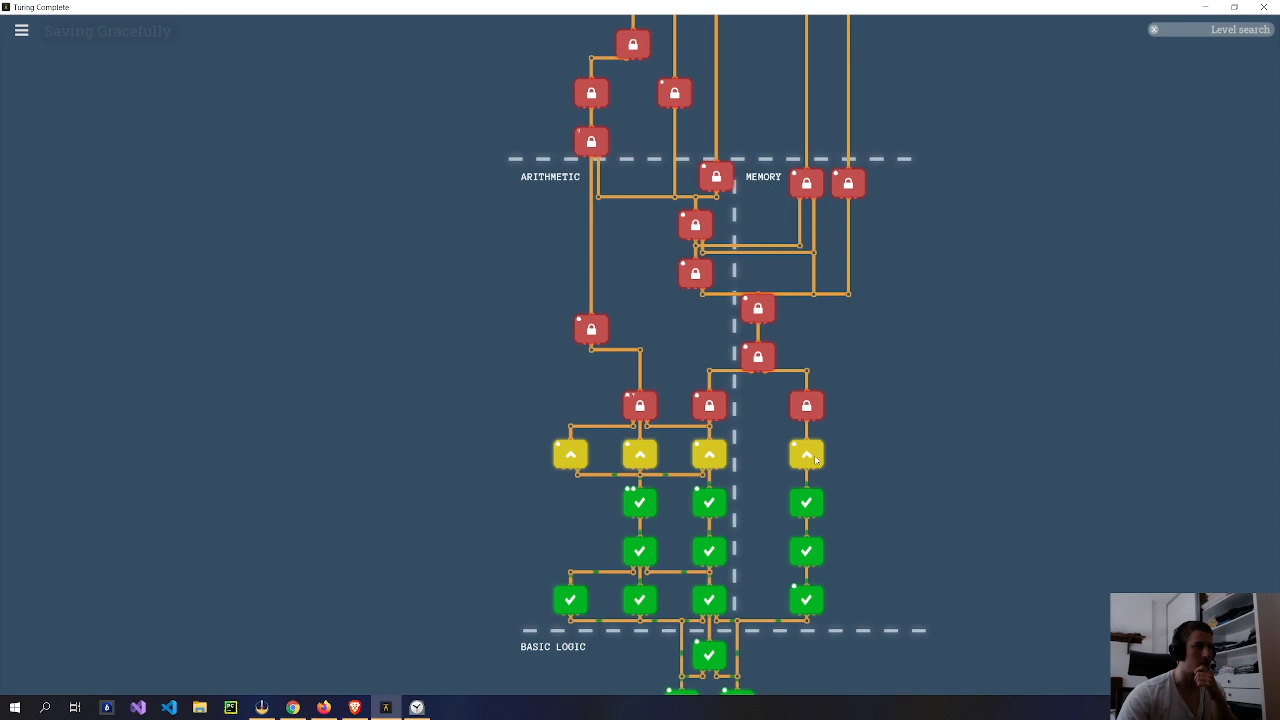 Turing Complete
Saving Gracefully
Level search
ARITHMETIC
MEMORY
BASIC LOGIC